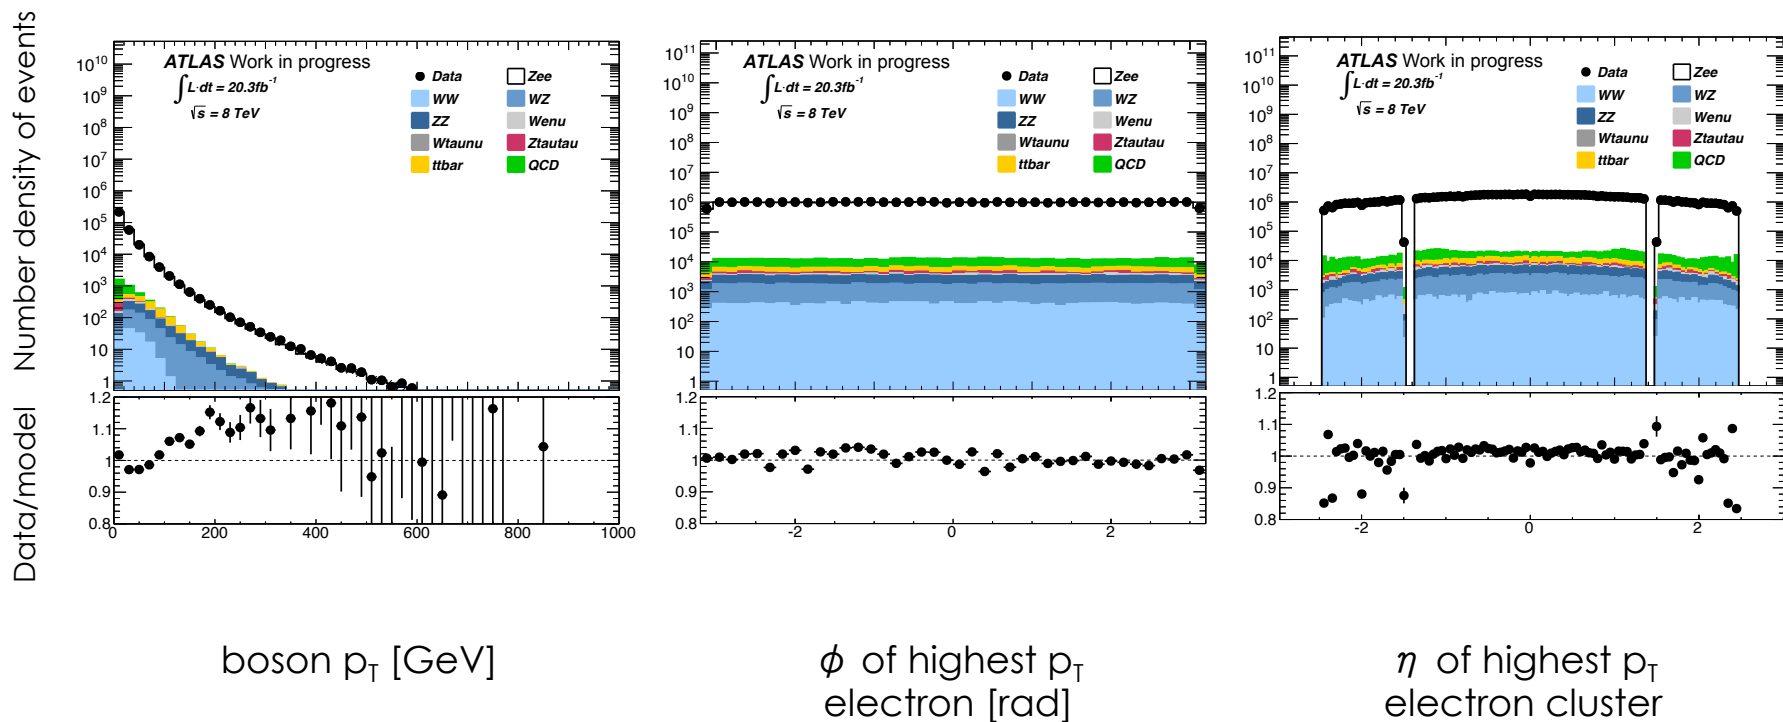 Number density of events
Data/model
ATLAS Work in progress
∫L·dt = 20.3fb⁻¹
√s = 8 TeV
Data Zee
WW WZ
ZZ Wenu
Wtaunu Ztautau
ttbar QCD
10¹⁰
10⁹
10⁸
10⁷
10⁶
10⁵
10⁴
10³
10²
10
1
1.2
1.1
1
0.9
0.8
0 200 400 600 800 1000
boson p_T [GeV]
ATLAS Work in progress
∫L·dt = 20.3fb⁻¹
√s = 8 TeV
Data Zee
WW WZ
ZZ Wenu
Wtaunu Ztautau
ttbar QCD
10¹¹
10¹⁰
10⁹
10⁸
10⁷
10⁶
10⁵
10⁴
10³
10²
10
1
1.2
1.1
1
0.9
0.8
-2 0 2
ϕ of highest p_T
electron [rad]
ATLAS Work in progress
∫L·dt = 20.3fb⁻¹
√s = 8 TeV
Data Zee
WW WZ
ZZ Wenu
Wtaunu Ztautau
ttbar QCD
10¹¹
10¹⁰
10⁹
10⁸
10⁷
10⁶
10⁵
10⁴
10³
10²
10
1
1.2
1.1
1
0.9
0.8
-2 0 2
η of highest p_T
electron cluster